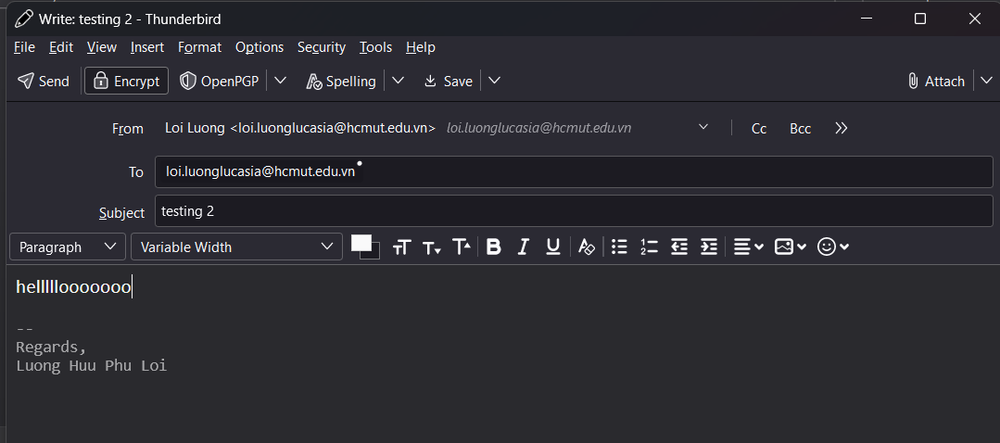 Write: testing 2 - Thunderbird
File Edit View Insert Format Options Security Tools Help
Send Encrypt OpenPGP Spelling Save Attach
From Loi Luong <loi.luonglucasia@hcmut.edu.vn> loi.luonglucasia@hcmut.edu.vn Cc Bcc
To loi.luonglucasia@hcmut.edu.vn
Subject testing 2
Paragraph Variable Width
helllllooooooo
--
Regards,
Luong Huu Phu Loi